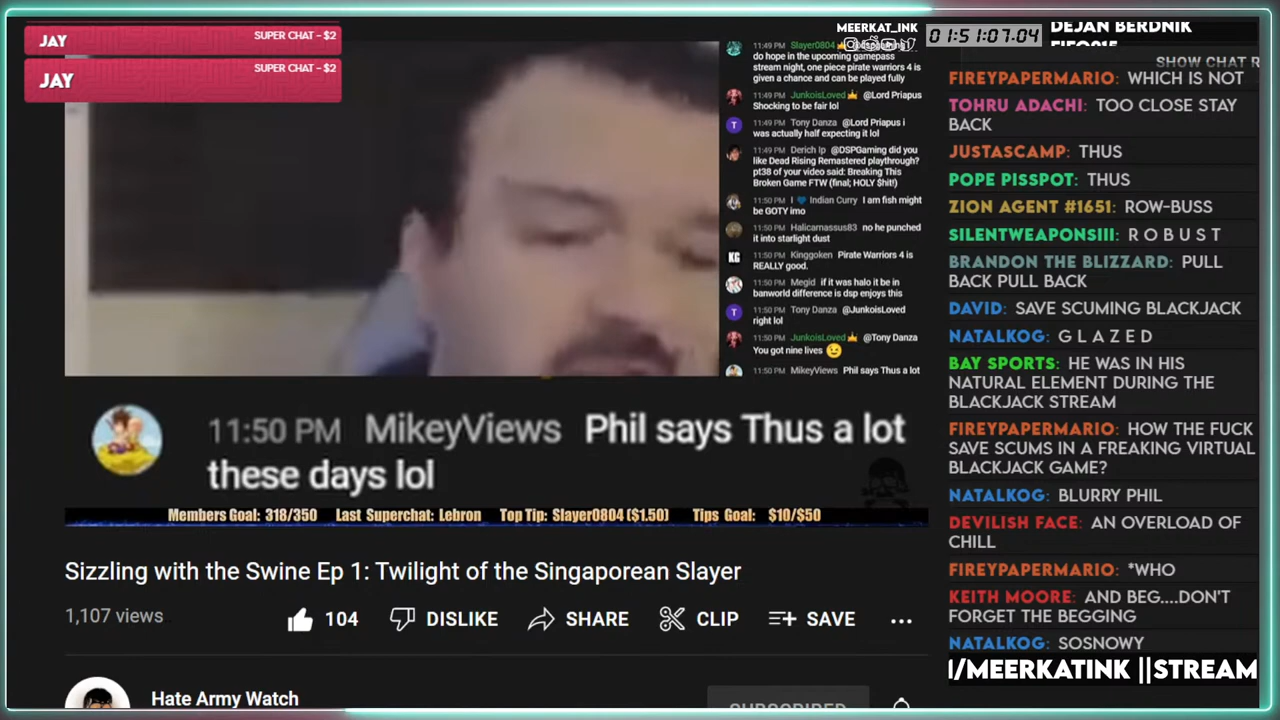 JAY
SUPER CHAT - $2
JAY
SUPER CHAT - $2
MEERKAT_INK
01:51:07.04
DEJAN BERDNIK
SHOW CHAT R
11:49 PM Slayer0804
do hope in the upcoming gamepass
stream night, one piece pirate warriors 4 is
given a chance and can be played fully
11:49 PM JunkoisLoved @Lord Priapus
Shocking to be fair lol
11:49 PM Tony Danza @Lord Priapus i
was actually half expecting it lol
11:49 PM Derich Ip @DSPGaming did you
like Dead Rising Remastered playthrough?
pt38 of your video said: Breaking This
Broken Game FTW (final; HOLY $hit!)
11:50 PM I 💙 Indian Curry I am fish might
be GOTY imo
11:50 PM Halicarnassus83 no he punched
it into starlight dust
KG
11:50 PM Kinggoken Pirate Warriors 4 is
REALLY good.
11:50 PM Megid if it was halo it be in
banworld difference is dsp enjoys this
T
11:50 PM Tony Danza @JunkoisLoved
right lol
11:50 PM JunkoisLoved @Tony Danza
You got nine lives 😉
11:50 PM MikeyViews Phil says Thus a lot
11:50 PM MikeyViews Phil says Thus a lot
these days lol
Members Goal: 318/350 Last Superchat: Lebron Top Tip: Slayer0804 ($1.50) Tips Goal: $10/$50
Sizzling with the Swine Ep 1: Twilight of the Singaporean Slayer
1,107 views
104 DISLIKE SHARE CLIP SAVE ...
Hate Army Watch
SUBSCRIBED
FIREYPAPERMARIO: WHICH IS NOT
TOHRU ADACHI: TOO CLOSE STAY
BACK
JUSTASCAMP: THUS
POPE PISSPOT: THUS
ZION AGENT #1651: ROW-BUSS
SILENTWEAPONSIII: R O B U S T
BRANDON THE BLIZZARD: PULL
BACK PULL BACK
DAVID: SAVE SCUMING BLACKJACK
NATALKOG: G L A Z E D
BAY SPORTS: HE WAS IN HIS
NATURAL ELEMENT DURING THE
BLACKJACK STREAM
FIREYPAPERMARIO: HOW THE FUCK
SAVE SCUMS IN A FREAKING VIRTUAL
BLACKJACK GAME?
NATALKOG: BLURRY PHIL
DEVILISH FACE: AN OVERLOAD OF
CHILL
FIREYPAPERMARIO: *WHO
KEITH MOORE: AND BEG....DON'T
FORGET THE BEGGING
NATALKOG: SOSNOWY
/MEERKATINK ||STREAM